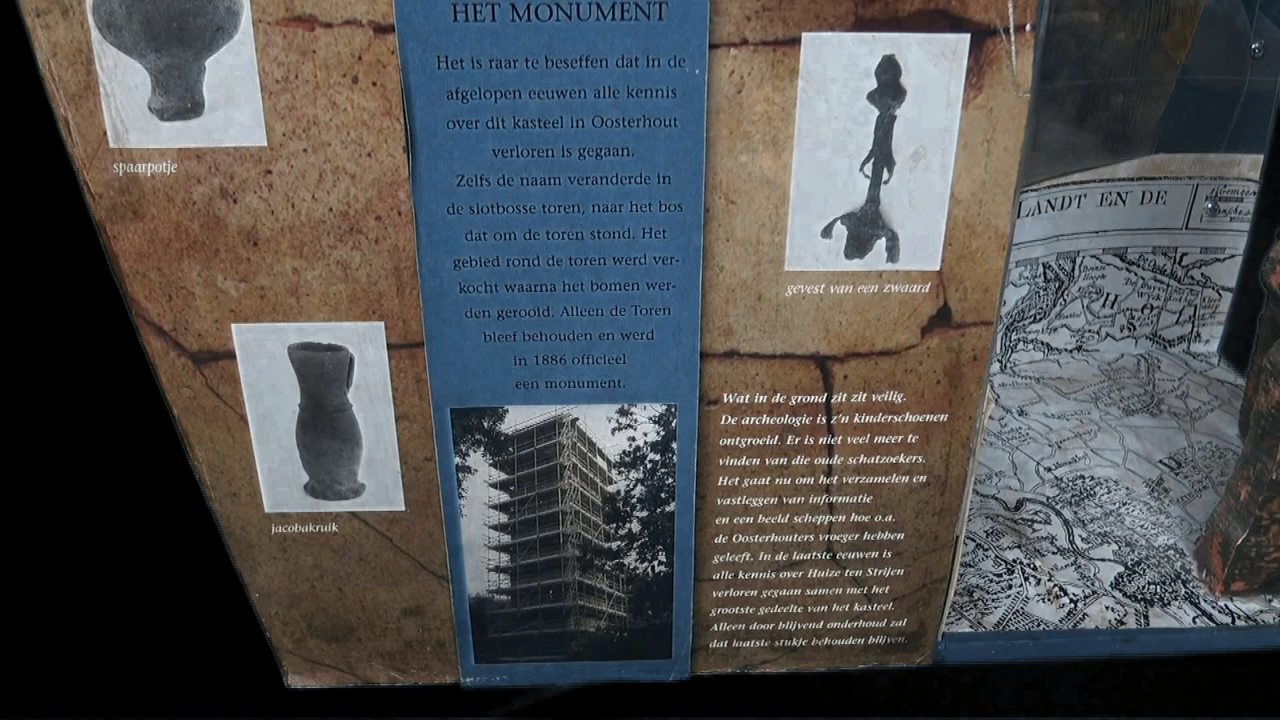 HET MONUMENT
Het is raar te beseffen dat in de
afgelopen eeuwen alle kennis
over dit kasteel in Oosterhout
verloren is gegaan.
Zelfs de naam veranderde in
de slotbosse toren, naar het bos
dat om de toren stond. Het
gebied rond de toren werd ver-
kocht waarna het bomen wer-
den gerooid. Alleen de Toren
bleef behouden en werd
in 1886 officieel
een monument.
spaarpotje
jacobakruik
gevest van een zwaard
Wat in de grond zit zit veilig.
De archeologie is z'n kinderschoenen
ontgroeid. Er is niet veel meer te
vinden van die oude schatzoekers.
Het gaat nu om het verzamelen en
vastleggen van informatie
en een beeld scheppen hoe o.a.
de Oosterhouters vroeger hebben
geleeft. In de laatste eeuwen is
alle kennis over Huize ten Strijen
verloren gegaan samen met het
grootste gedeelte van het kasteel.
Alleen door blijvend onderhoud zal
dat laatste stukje behouden blijven.
LANDT EN DE
H O L